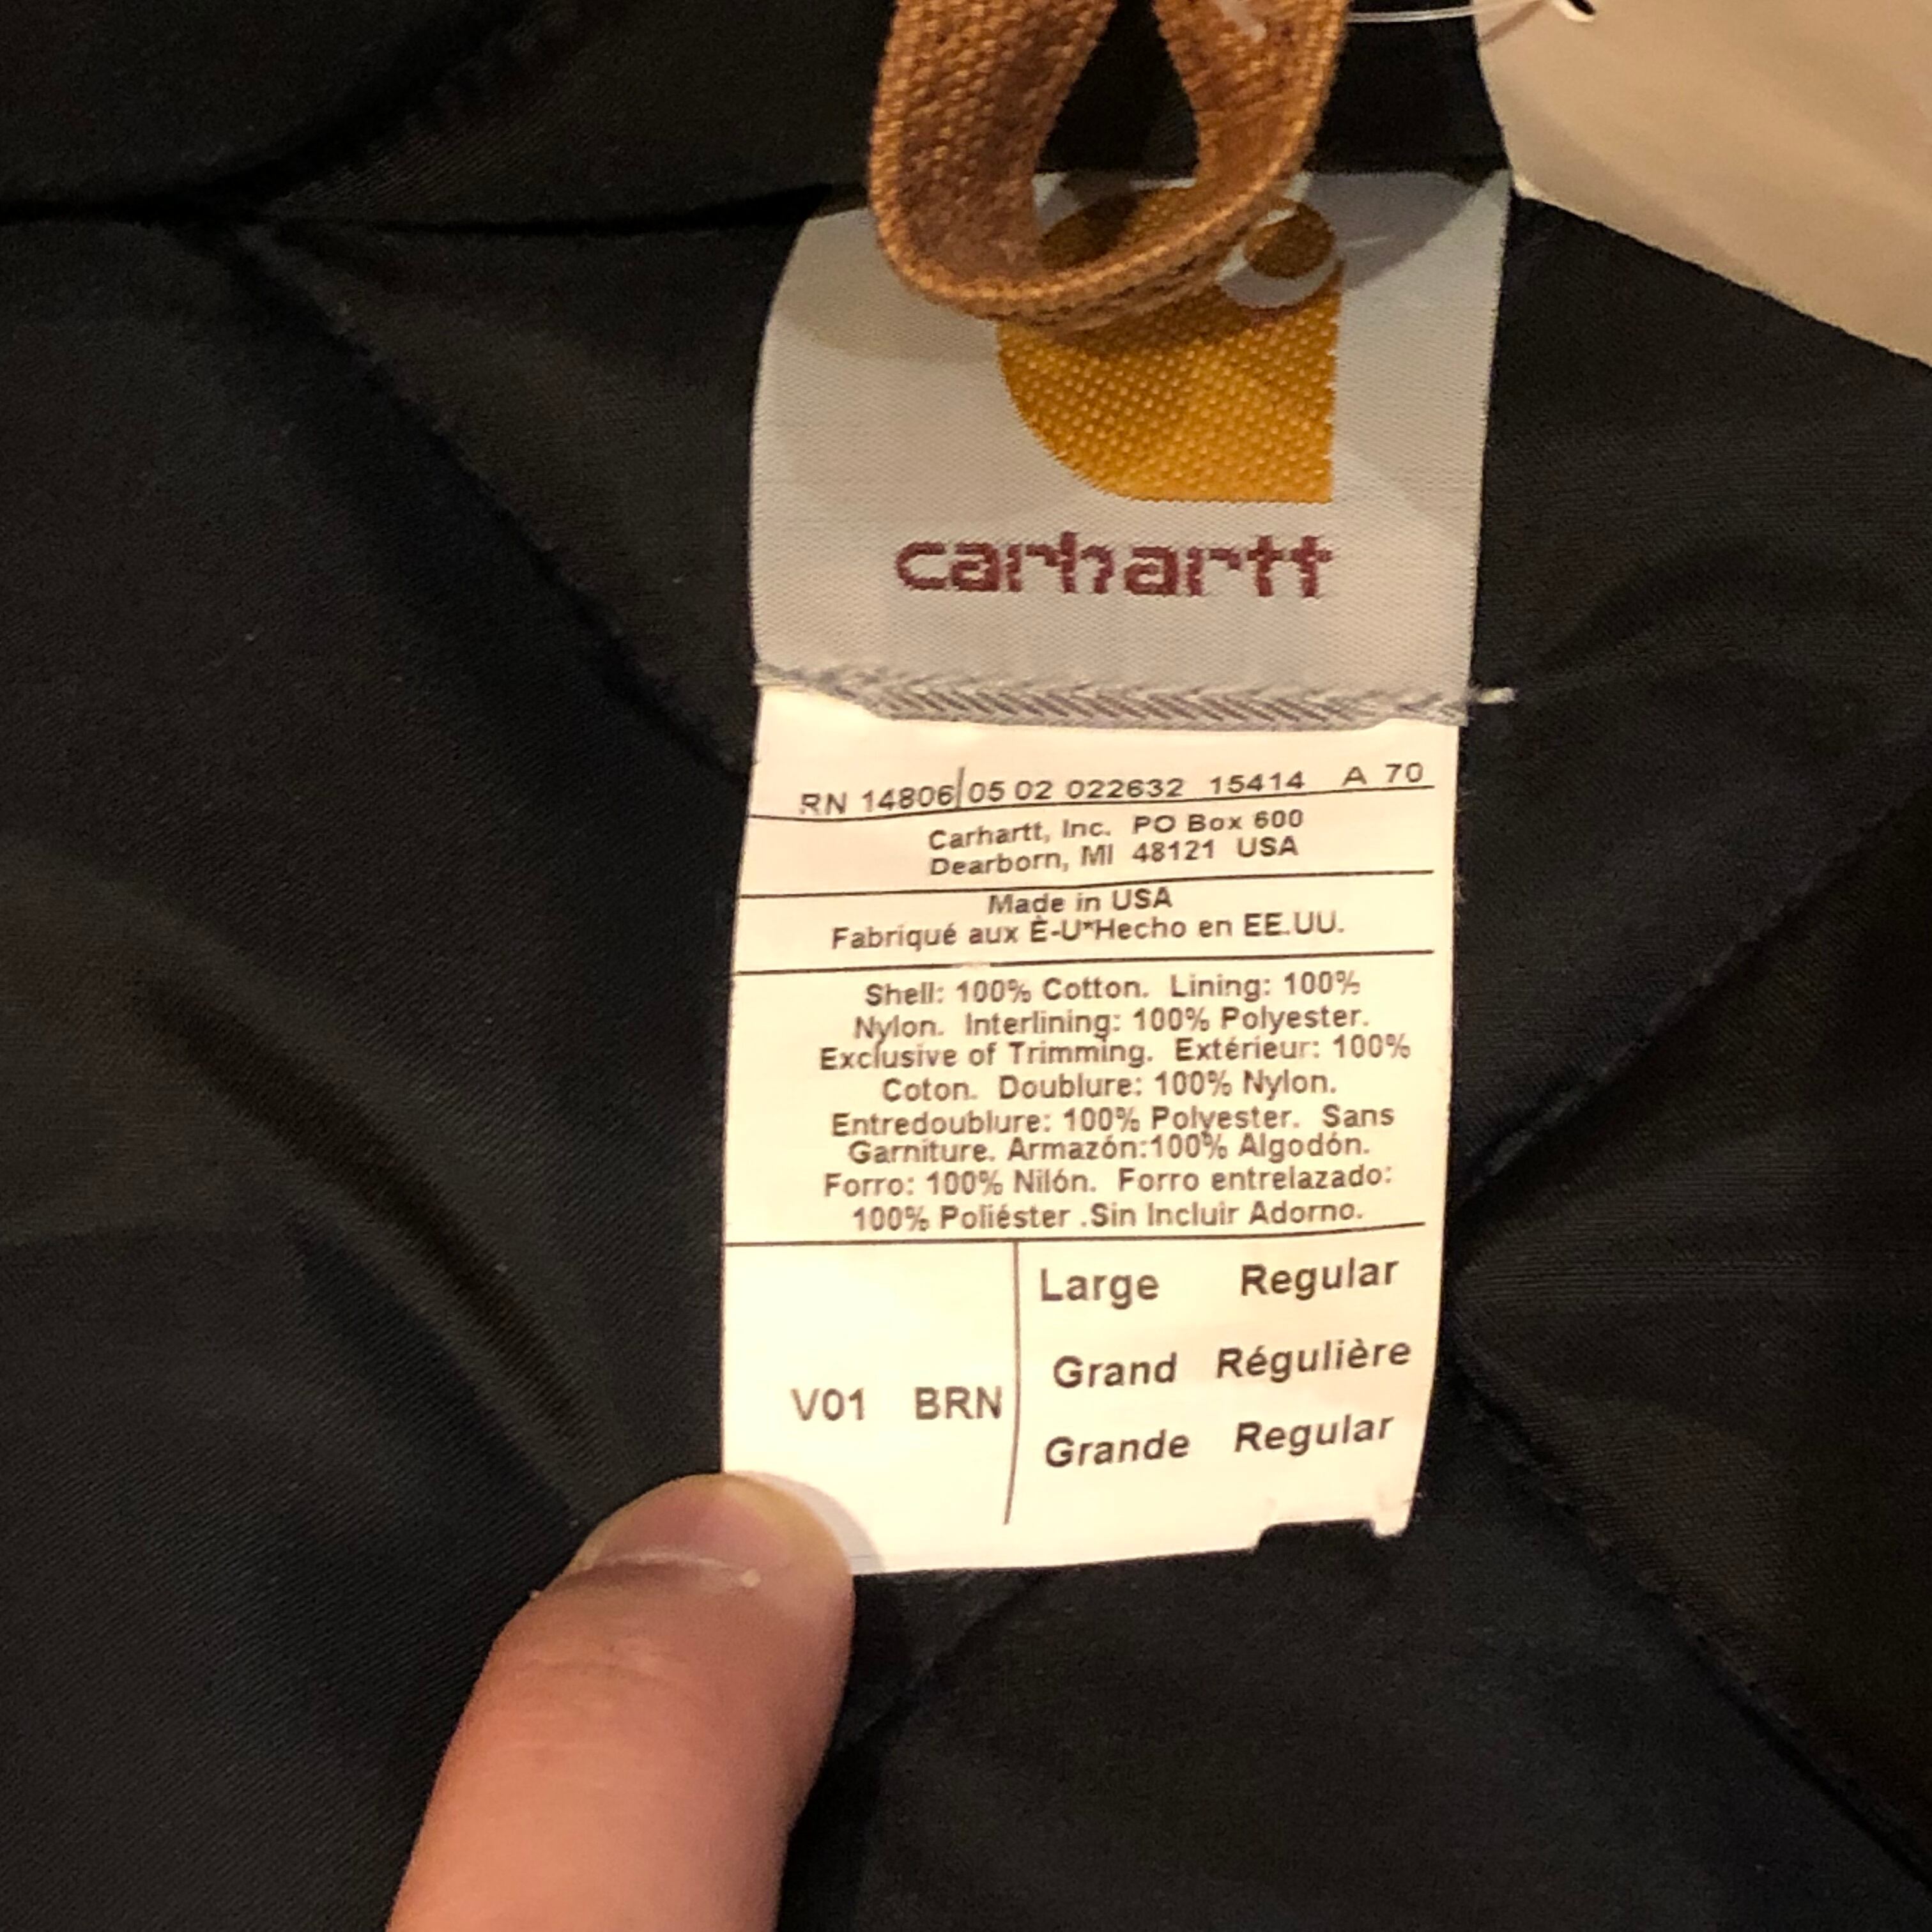 carhartt
RN 14806 05 02 022632 15414 A 70
Carhartt, Inc. PO Box 600
Dearborn, MI 48121 USA
Made in USA
Fabriqué aux È-U*Hecho en EE.UU.
Shell: 100% Cotton. Lining: 100%
Nylon. Interlining: 100% Polyester.
Exclusive of Trimming. Extérieur: 100%
Coton. Doublure: 100% Nylon.
Entredoublure: 100% Polyester. Sans
Garniture. Armazón:100% Algodón.
Forro: 100% Nilón. Forro entrelazado:
100% Poliéster .Sin Incluir Adorno.
Large Regular
Grand Régulière
V01 BRN
Grande Regular